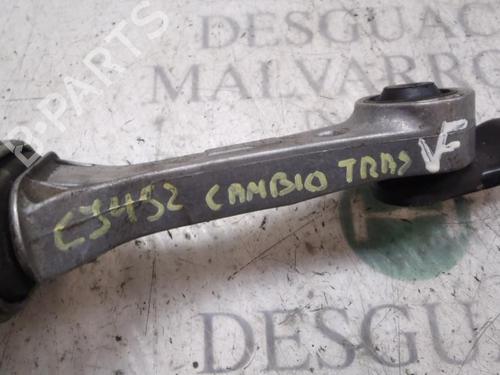 B-PARTS
DESGUAC
MALVARRO
C3452 CAMBIO TRAS VF
DESGU